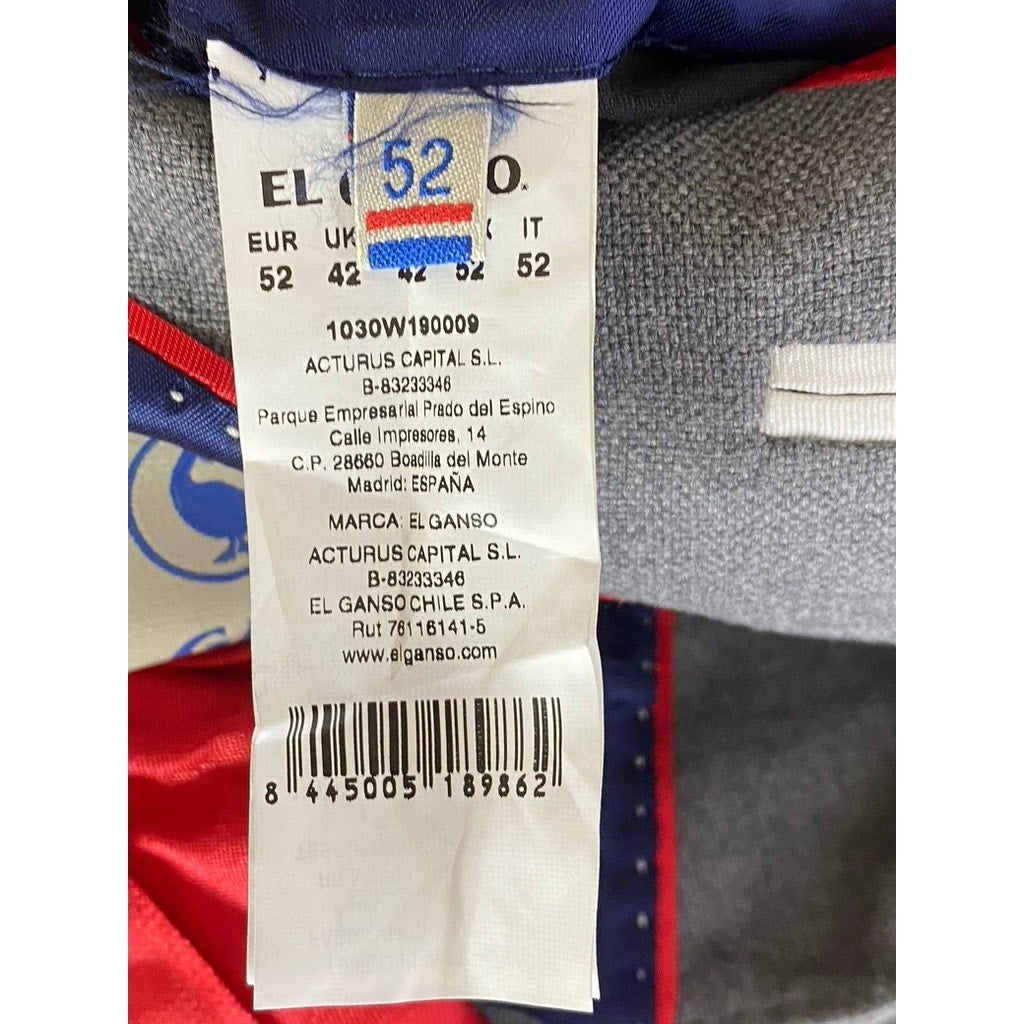 52
EL G O.
EUR UK IT
52 42 42 52 52
1030W190009
ACTURUS CAPITAL S.L.
B-83233346
Parque Empresarial Prado del Espino
Calle Impresores, 14
C.P. 28660 Boadilla del Monte
Madrid: ESPAÑA
MARCA: EL GANSO
ACTURUS CAPITAL S.L.
B-83233346
EL GANSO CHILE S.P.A.
Rut 76116141-5
www.elganso.com
8 445005 189862